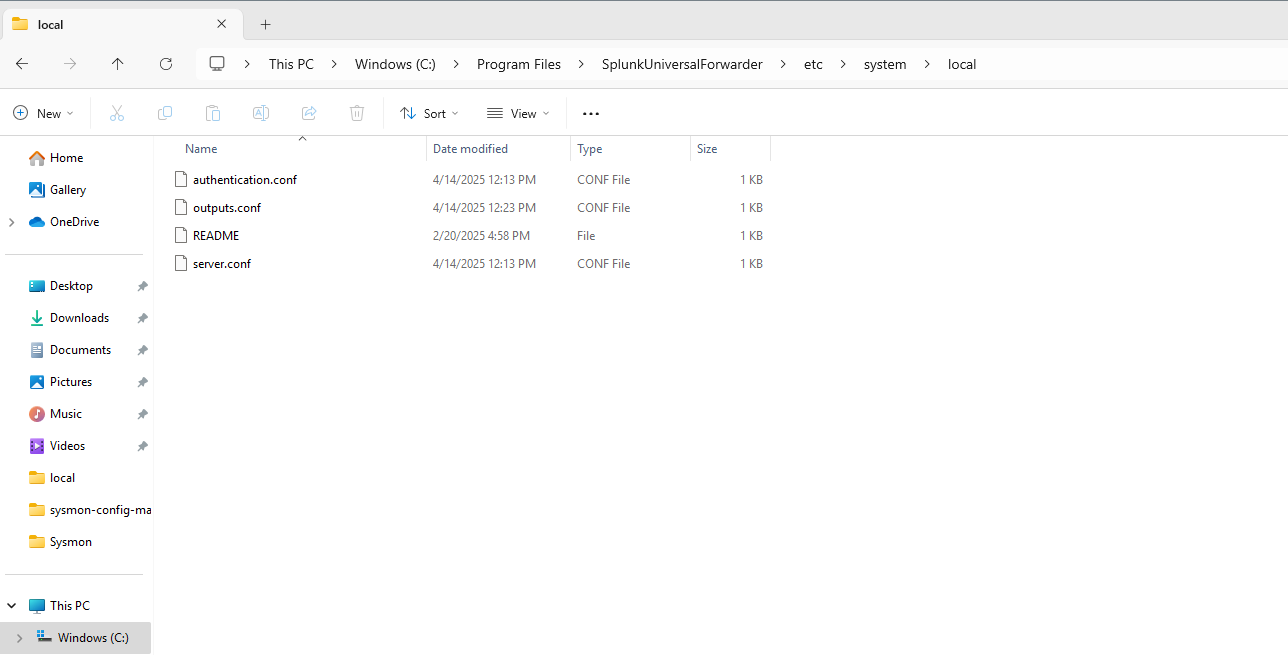 local
This PC > Windows (C:) > Program Files > SplunkUniversalForwarder > etc > system > local
New Sort View ...
Name Date modified Type Size
authentication.conf 4/14/2025 12:13 PM CONF File 1 KB
outputs.conf 4/14/2025 12:23 PM CONF File 1 KB
README 2/20/2025 4:58 PM File 1 KB
server.conf 4/14/2025 12:13 PM CONF File 1 KB
Home
Gallery
OneDrive
Desktop
Downloads
Documents
Pictures
Music
Videos
local
sysmon-config-ma
Sysmon
This PC
Windows (C:)